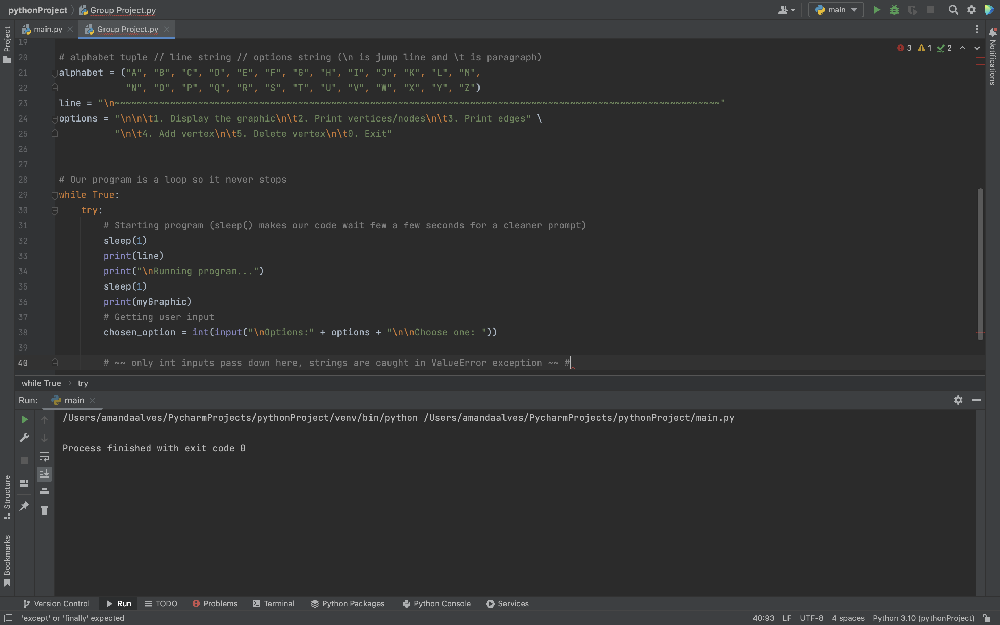 pythonProject Group Project.py main
main.py Group Project.py
Project
Notifications
3 1 2
19
20 # alphabet tuple // line string // options string (\n is jump line and \t is paragraph)
21 alphabet = ("A", "B", "C", "D", "E", "F", "G", "H", "I", "J", "K", "L", "M",
22 "N", "O", "P", "Q", "R", "S", "T", "U", "V", "W", "X", "Y", "Z")
23 line = "\n~~~~~~~~~~~~~~~~~~~~~~~~~~~~~~~~~~~~~~~~~~~~~~~~~~~~~~~~~~~~~~~~~~~~~~~~~~~~~~~~~~~~~~~~~~~~~~~~~~~~~~~~~~~~~"
24 options = "\n\n\t1. Display the graphic\n\t2. Print vertices/nodes\n\t3. Print edges" \
25 "\n\t4. Add vertex\n\t5. Delete vertex\n\t0. Exit"
26
27
28 # Our program is a loop so it never stops
29 while True:
30 try:
31 # Starting program (sleep() makes our code wait few a few seconds for a cleaner prompt)
32 sleep(1)
33 print(line)
34 print("\nRunning program...")
35 sleep(1)
36 print(myGraphic)
37 # Getting user input
38 chosen_option = int(input("\nOptions:" + options + "\n\nChoose one: "))
39
40 # ~~ only int inputs pass down here, strings are caught in ValueError exception ~~ #
while True › try
Run: main
/Users/amandaalves/PycharmProjects/pythonProject/venv/bin/python /Users/amandaalves/PycharmProjects/pythonProject/main.py
Process finished with exit code 0
Structure
Bookmarks
Version Control Run TODO Problems Terminal Python Packages Python Console Services
'except' or 'finally' expected 40:93 LF UTF-8 4 spaces Python 3.10 (pythonProject)